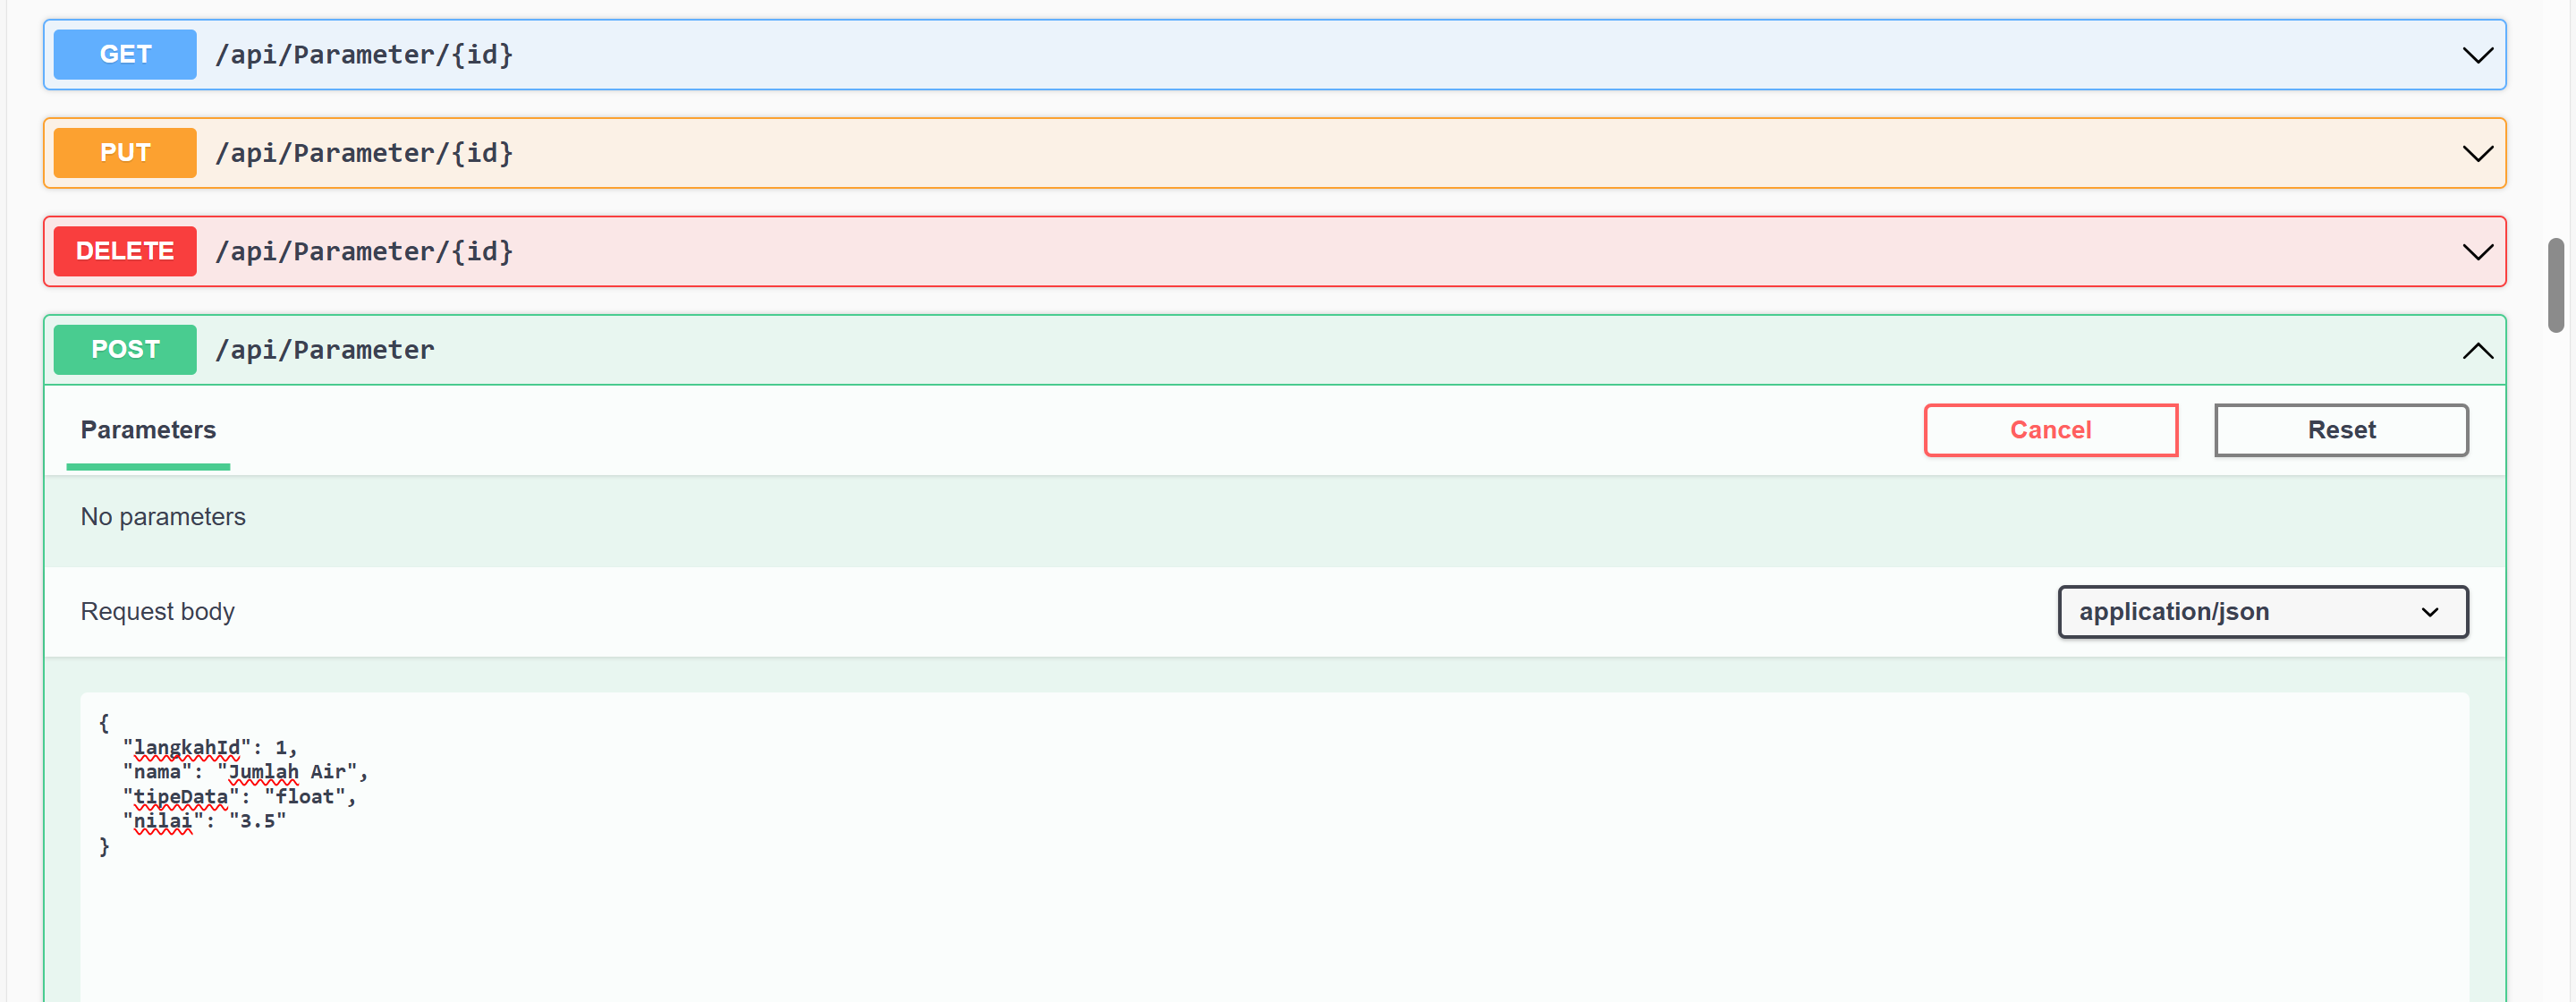 GET /api/Parameter/{id}
PUT /api/Parameter/{id}
DELETE /api/Parameter/{id}
POST /api/Parameter
Parameters Cancel Reset
No parameters
Request body application/json
{
  "langkahId": 1,
  "nama": "Jumlah Air",
  "tipeData": "float",
  "nilai": "3.5"
}